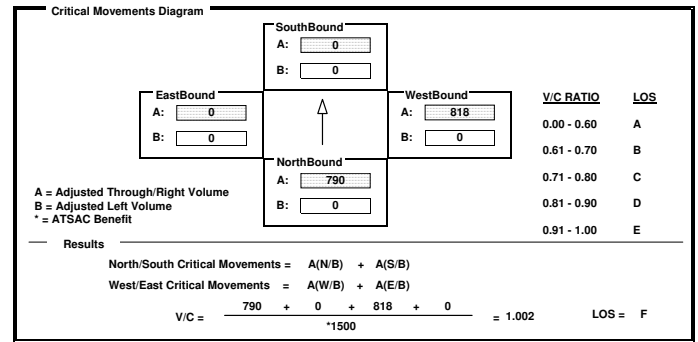 Critical Movements Diagram
SouthBound
A: 0
B: 0
EastBound
A: 0
B: 0
WestBound
A: 818
B: 0
NorthBound
A: 790
B: 0
V/C RATIO LOS
0.00 - 0.60 A
0.61 - 0.70 B
0.71 - 0.80 C
0.81 - 0.90 D
0.91 - 1.00 E
A = Adjusted Through/Right Volume
B = Adjusted Left Volume
* = ATSAC Benefit
Results
North/South Critical Movements = A(N/B) + A(S/B)
West/East Critical Movements = A(W/B) + A(E/B)
V/C = 790 + 0 + 818 + 0 = 1.002 LOS = F
*1500